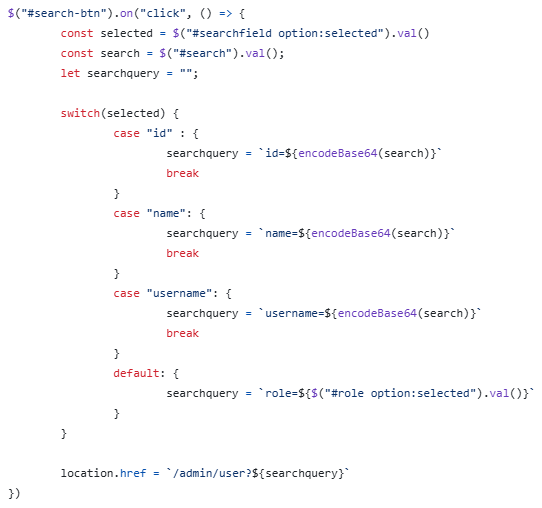 $("#search-btn").on("click", () => {
        const selected = $("#searchfield option:selected").val()
        const search = $("#search").val();
        let searchquery = "";

        switch(selected) {
                case "id" : {
                        searchquery = `id=${encodeBase64(search)}`
                        break
                }
                case "name": {
                        searchquery = `name=${encodeBase64(search)}`
                        break
                }
                case "username": {
                        searchquery = `username=${encodeBase64(search)}`
                        break
                }
                default: {
                        searchquery = `role=${$("#role option:selected").val()}`
                }
        }

        location.href = `/admin/user?${searchquery}`
})